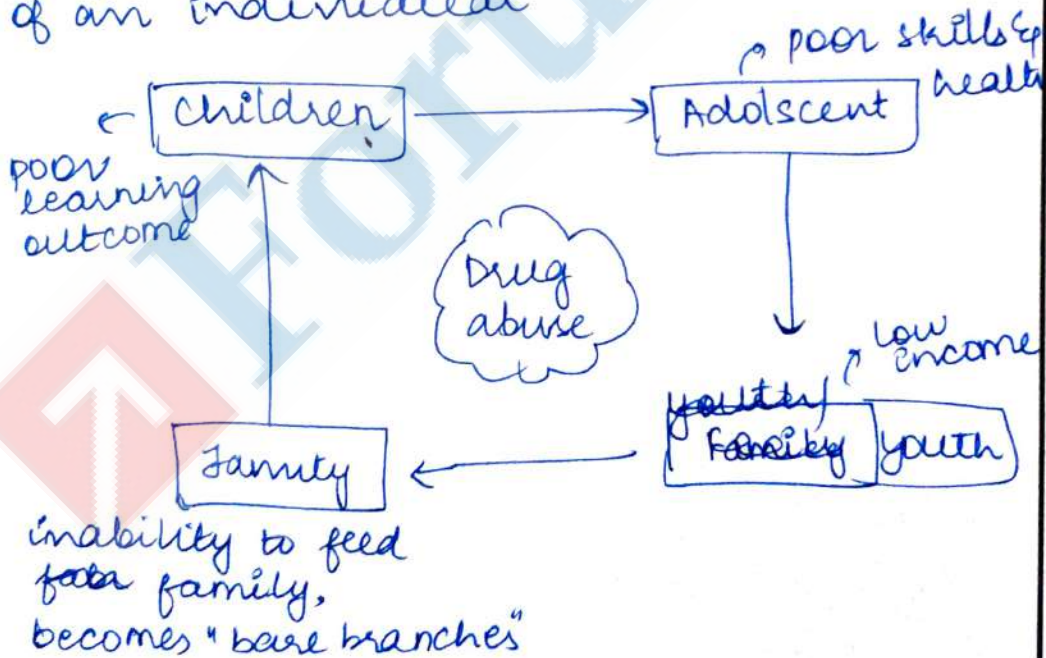 of an individual
poor skills &
health
Children
Adolscent
poor
learning
outcome
Drug
abuse
low
income
youth/
Family
youth
Family
inability to feed
family,
becomes "bare branches"
Foru